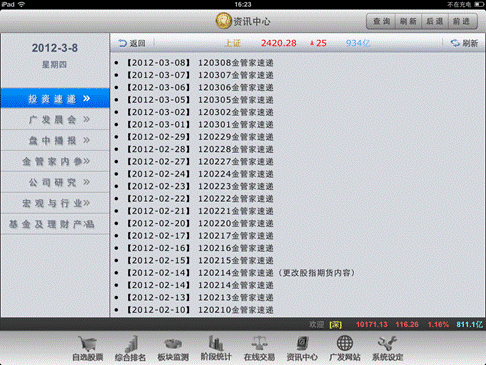 iPad 16:23 不在充电
资讯中心 查询 刷新 后退 前进
2012-3-8
星期四
返回 上证 2420.28 25 934亿 刷新
投资速递 »
广发晨会 »
盘中播报 »
金管家内参 »
公司研究 »
宏观与行业 »
基金及理财产品 »
• 【2012-03-08】 120308金管家速递
• 【2012-03-07】 120307金管家速递
• 【2012-03-06】 120306金管家速递
• 【2012-03-05】 120305金管家速递
• 【2012-03-02】 120302金管家速递
• 【2012-03-01】 120301金管家速递
• 【2012-02-29】 120229金管家速递
• 【2012-02-28】 120228金管家速递
• 【2012-02-27】 120227金管家速递
• 【2012-02-24】 120224金管家速递
• 【2012-02-23】 120223金管家速递
• 【2012-02-22】 120222金管家速递
• 【2012-02-21】 120221金管家速递
• 【2012-02-20】 120220金管家速递
• 【2012-02-17】 120217金管家速递
• 【2012-02-16】 120216金管家速递
• 【2012-02-15】 120215金管家速递
• 【2012-02-14】 120214金管家速递（更改股指期货内容）
• 【2012-02-14】 120214金管家速递
• 【2012-02-13】 120213金管家速递
• 【2012-02-10】 120210金管家速递
欢迎 [深] 10171.13 116.26 1.16% 811.1亿
自选股票 综合排名 板块监测 阶段统计 在线交易 资讯中心 广发网站 系统设定